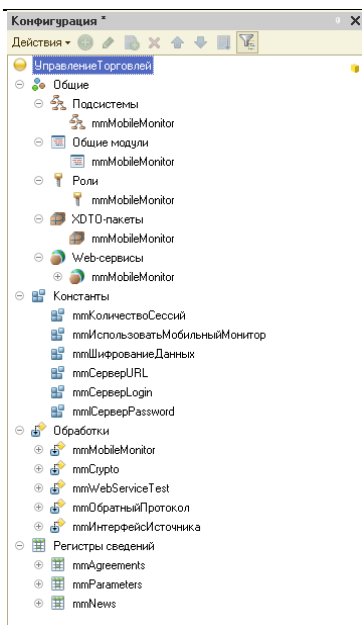 Конфигурация *
Действия
УправлениеТорговлей
Общие
Подсистемы
mmMobileMonitor
Общие модули
mmMobileMonitor
Роли
mmMobileMonitor
XDTO-пакеты
mmMobileMonitor
Web-сервисы
mmMobileMonitor
Константы
mmКоличествоСессий
mmИспользоватьМобильныйМонитор
mmШифрованиеДанных
mmСерверURL
mmСерверLogin
mmlСерверPassword
Обработки
mmMobileMonitor
mmCrypto
mmWebServiceTest
mmОбратныйПротокол
mmИнтерфейсИсточника
Регистры сведений
mmAgreements
mmParameters
mmNews